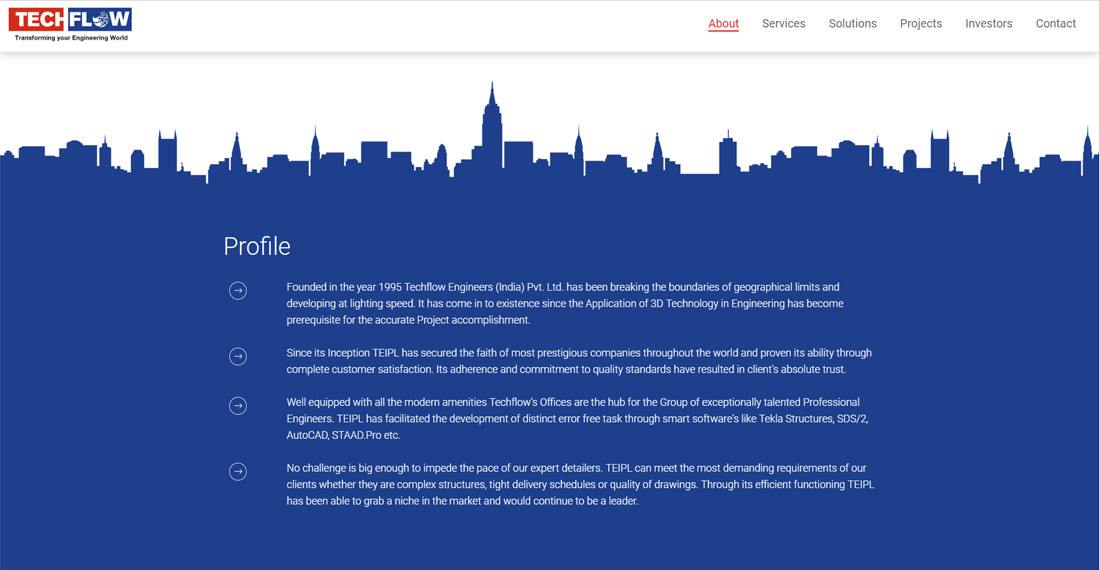 TECHFLOW
Transforming your Engineering World
About Services Solutions Projects Investors Contact
Profile
Founded in the year 1995 Techflow Engineers (India) Pvt. Ltd. has been breaking the boundaries of geographical limits and
developing at lighting speed. It has come in to existence since the Application of 3D Technology in Engineering has become
prerequisite for the accurate Project accomplishment.
Since its Inception TEIPL has secured the faith of most prestigious companies throughout the world and proven its ability through
complete customer satisfaction. Its adherence and commitment to quality standards have resulted in client's absolute trust.
Well equipped with all the modern amenities Techflow's Offices are the hub for the Group of exceptionally talented Professional
Engineers. TEIPL has facilitated the development of distinct error free task through smart software's like Tekla Structures, SDS/2,
AutoCAD, STAAD.Pro etc.
No challenge is big enough to impede the pace of our expert detailers. TEIPL can meet the most demanding requirements of our
clients whether they are complex structures, tight delivery schedules or quality of drawings. Through its efficient functioning TEIPL
has been able to grab a niche in the market and would continue to be a leader.